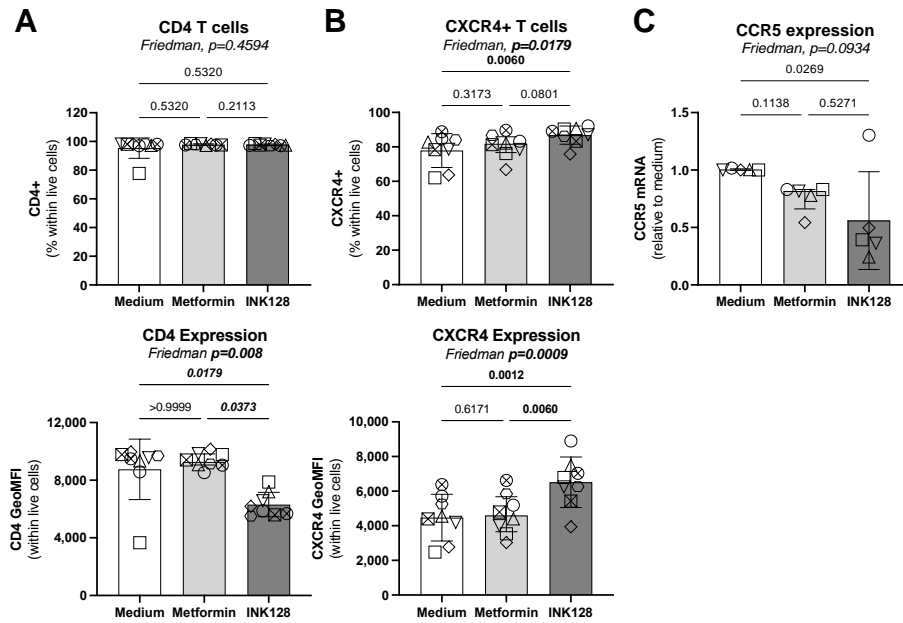 A
CD4 T cells
Friedman, p=0.4594
0.5320
0.5320
0.2113
120
100
80
60
40
20
0
CD4+
(% within live cells)
Medium
Metformin
INK128
B
CXCR4+ T cells
Friedman, p=0.0179
0.0060
0.3173
0.0801
100
80
60
40
20
0
CXCR4+
(% within live cells)
Medium
Metformin
INK128
C
CCR5 expression
Friedman, p=0.0934
0.0269
0.1138
0.5271
1.5
1.0
0.5
0.0
CCR5 mRNA
(relative to medium)
Medium
Metformin
INK128
CD4 Expression
Friedman p=0.008
0.0179
>0.9999
0.0373
12,000
8,000
4,000
0
CD4 GeoMFI
(within live cells)
Medium
Metformin
INK128
CXCR4 Expression
Friedman p=0.0009
0.0012
0.6171
0.0060
10,000
8,000
6,000
4,000
2,000
0
CXCR4 GeoMFI
(within live cells)
Medium
Metformin
INK128